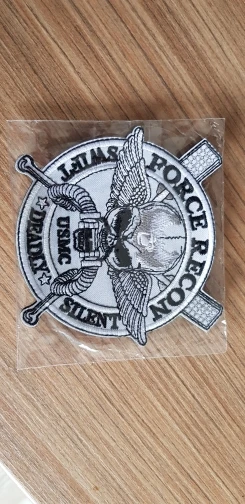 FORCE RECON
SWIFT
SILENT
☆DEADLY☆
USMC